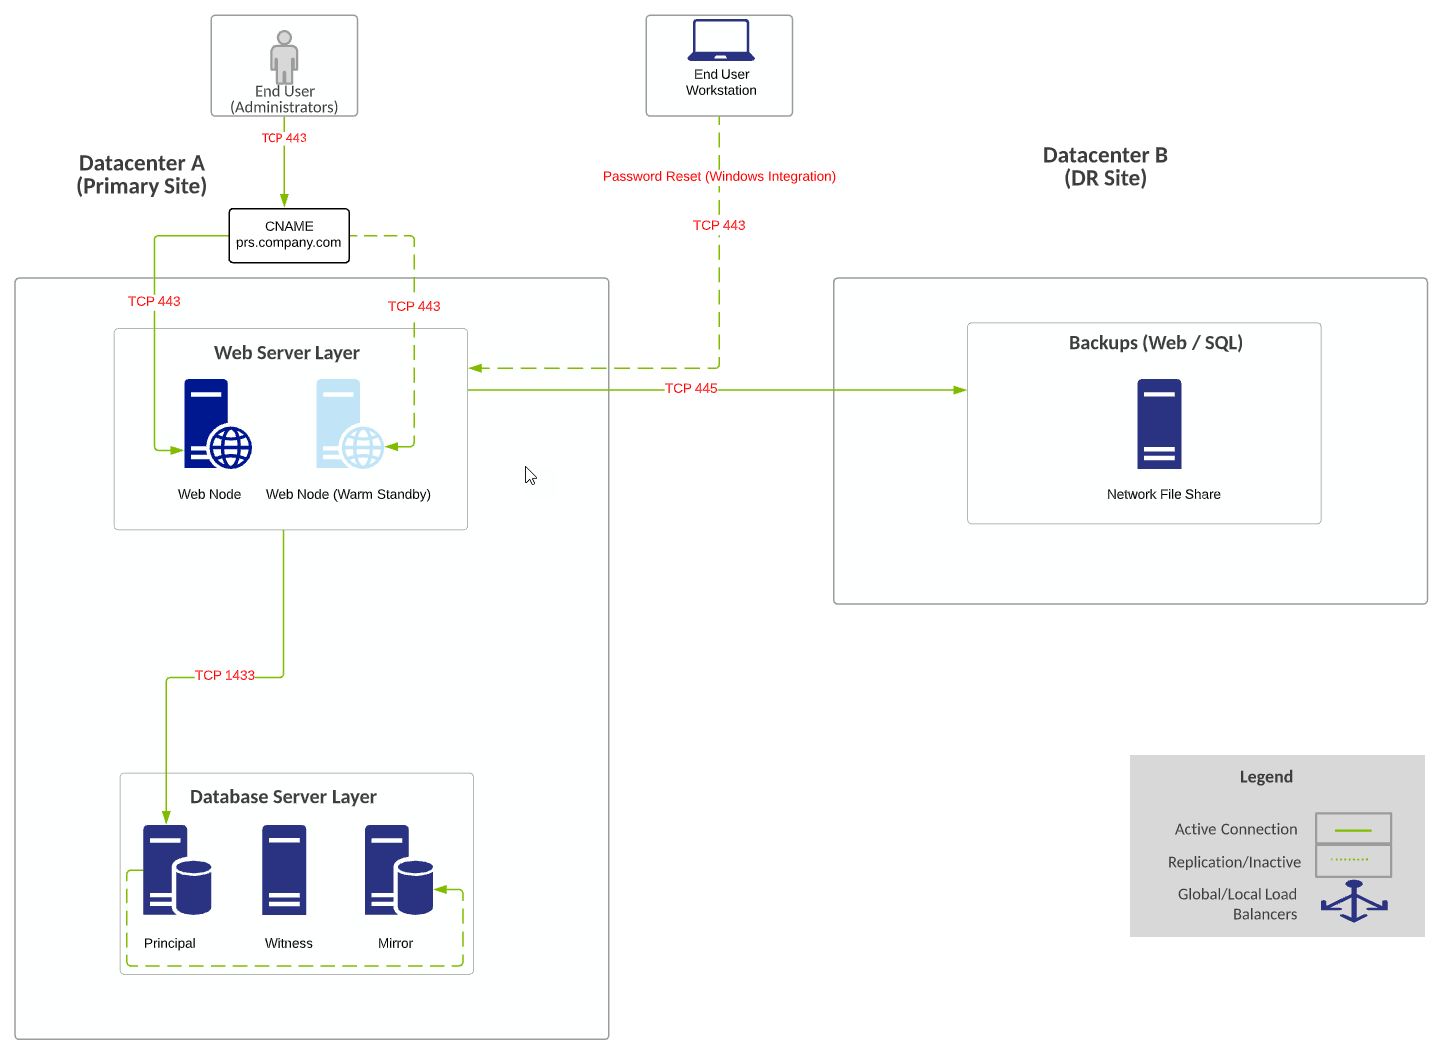 End User
(Administrators)
End User
Workstation
TCP 443
Datacenter A
(Primary Site)
Password Reset (Windows Integration)
Datacenter B
(DR Site)
CNAME
prs.company.com
TCP 443
TCP 443
TCP 443
Web Server Layer
Backups (Web / SQL)
TCP 445
Web Node
Web Node (Warm Standby)
Network File Share
TCP 1433
Database Server Layer
Principal
Witness
Mirror
Legend
Active Connection
Replication/Inactive
Global/Local Load
Balancers